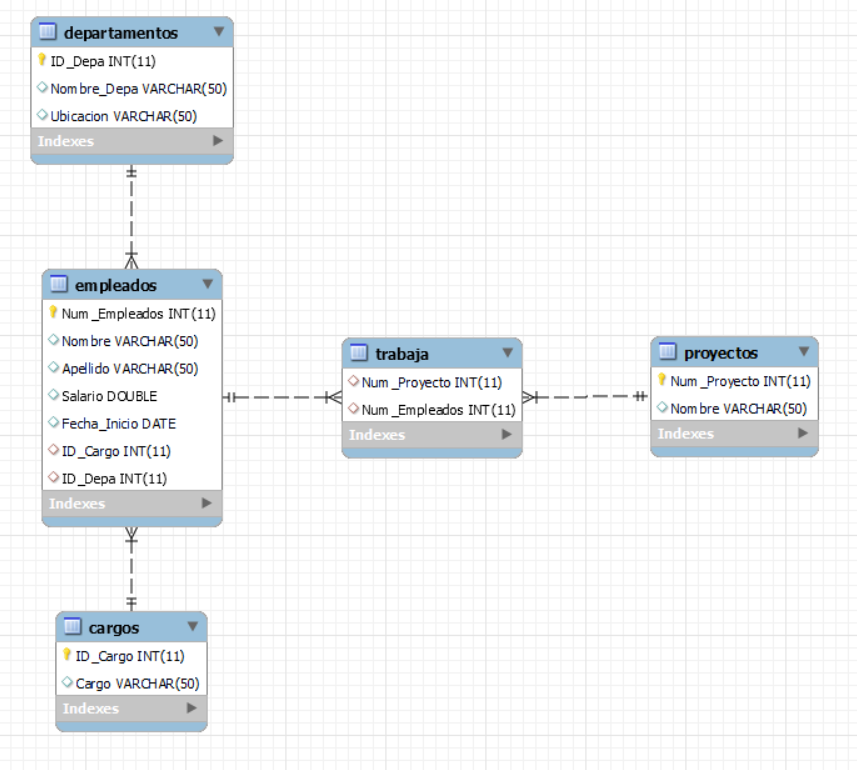 departamentos
ID_Depa INT(11)
Nombre_Depa VARCHAR(50)
Ubicacion VARCHAR(50)
Indexes
empleados
Num_Empleados INT(11)
Nombre VARCHAR(50)
Apellido VARCHAR(50)
Salario DOUBLE
Fecha_Inicio DATE
ID_Cargo INT(11)
ID_Depa INT(11)
Indexes
trabaja
Num_Proyecto INT(11)
Num_Empleados INT(11)
Indexes
proyectos
Num_Proyecto INT(11)
Nombre VARCHAR(50)
Indexes
cargos
ID_Cargo INT(11)
Cargo VARCHAR(50)
Indexes